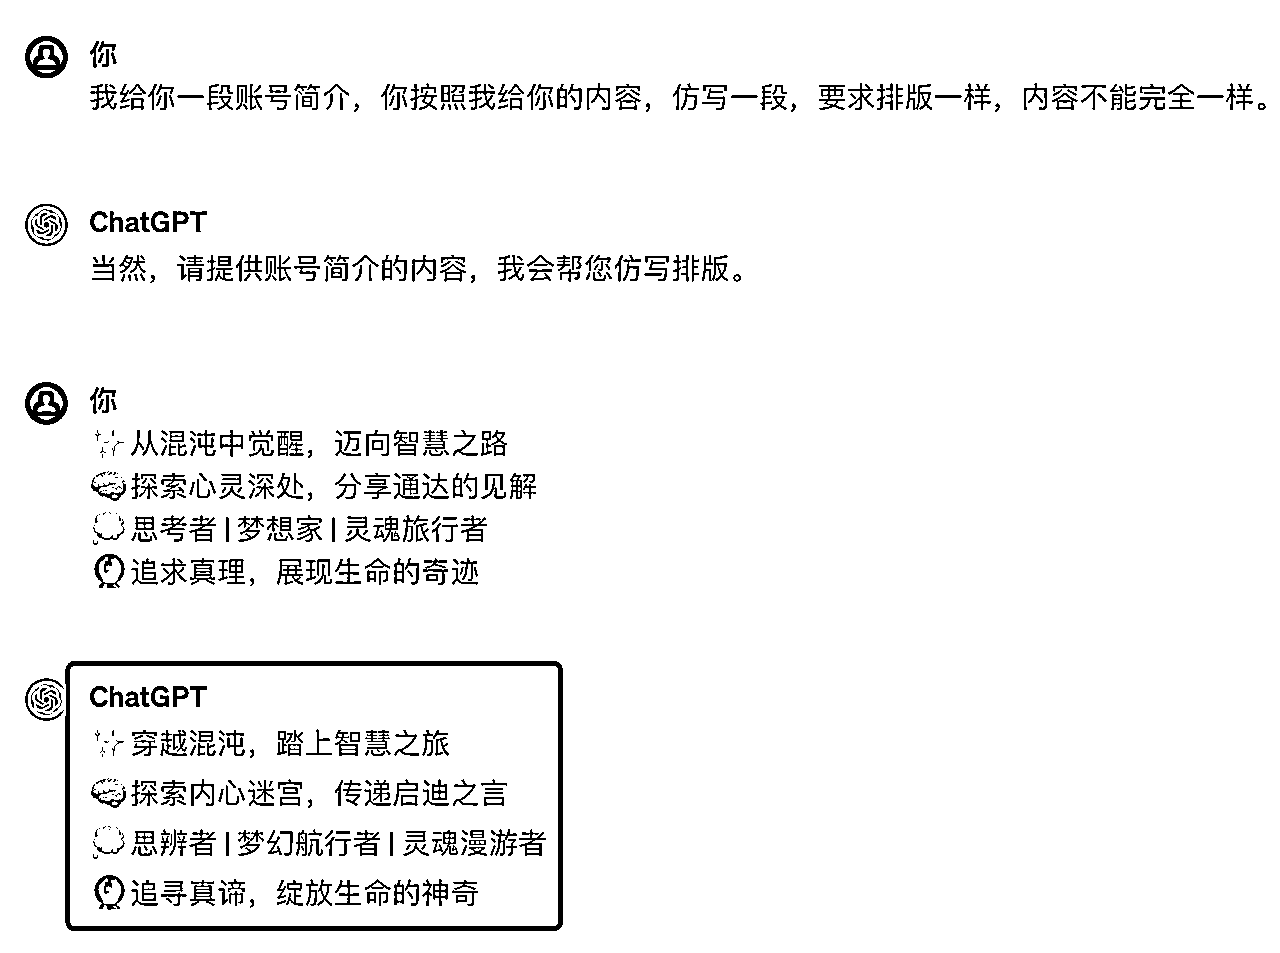 你
我给你一段账号简介，你按照我给你的内容，仿写一段，要求排版一样，内容不能完全一样。
ChatGPT
当然，请提供账号简介的内容，我会帮您仿写排版。
你
✨从混沌中觉醒，迈向智慧之路
🧠探索心灵深处，分享通达的见解
💭思考者 | 梦想家 | 灵魂旅行者
🔮追求真理，展现生命的奇迹
ChatGPT
✨穿越混沌，踏上智慧之旅
🧠探索内心迷宫，传递启迪之言
💭思辨者 | 梦幻航行者 | 灵魂漫游者
🔮追寻真谛，绽放生命的神奇